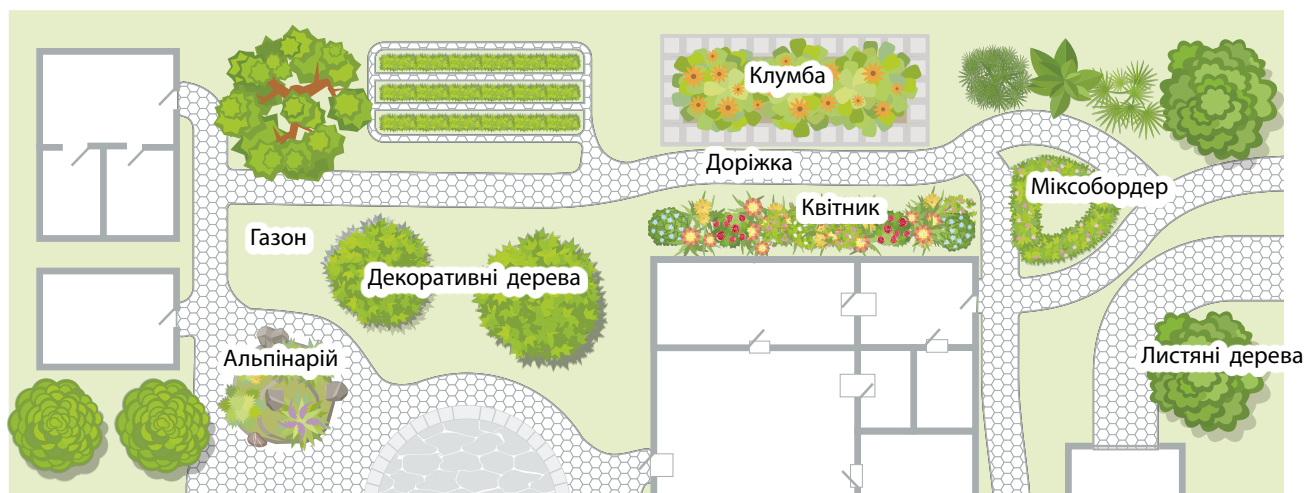 Клумба
Доріжка
Міксобордер
Квітник
Газон
Декоративні дерева
Альпінарій
Листяні дерева